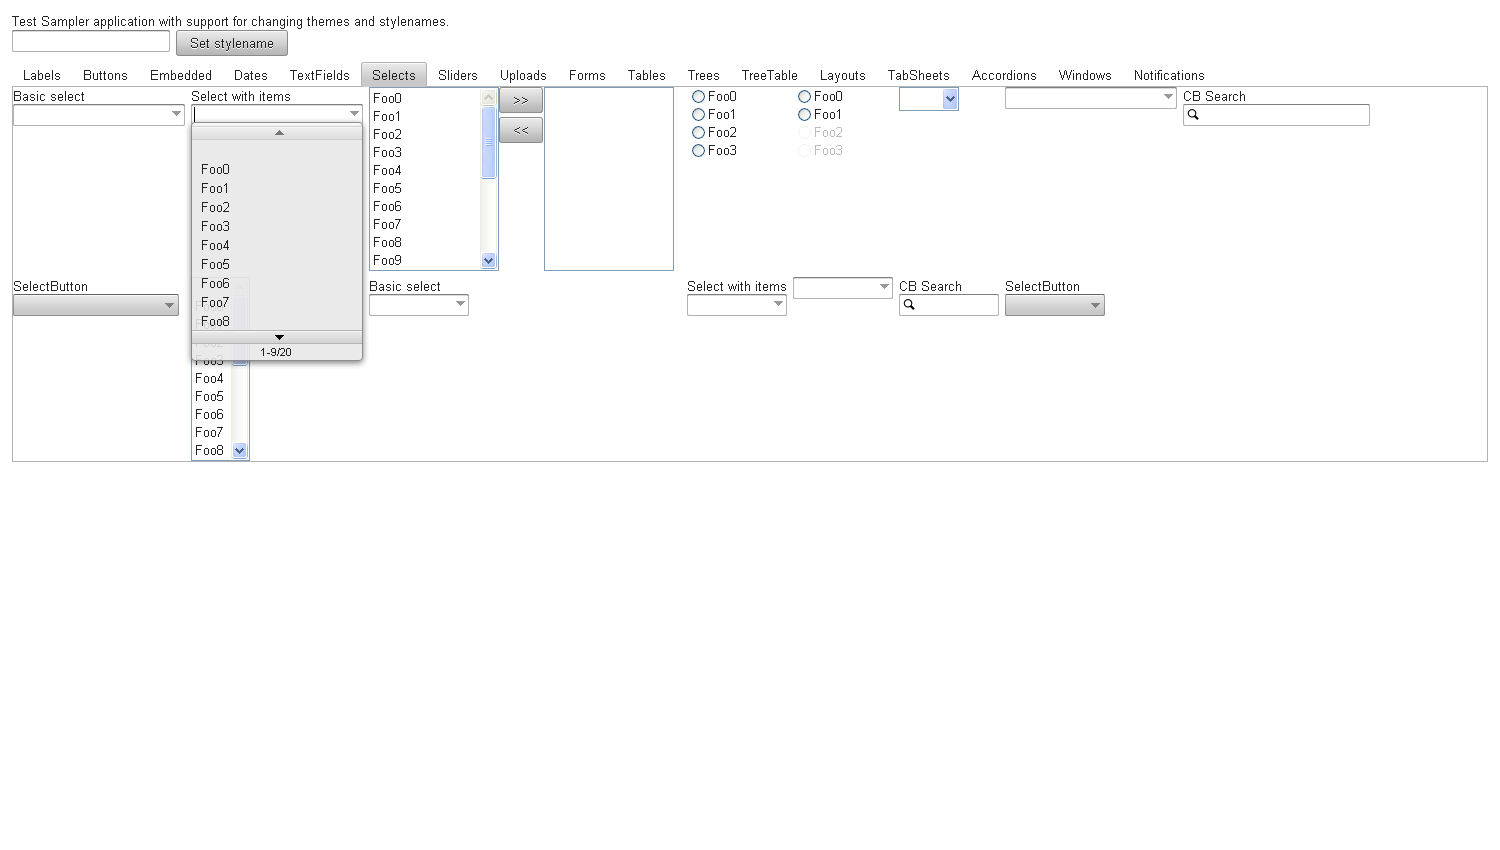 Test Sampler application with support for changing themes and stylenames.
Set stylename
Labels Buttons Embedded Dates TextFields Selects Sliders Uploads Forms Tables Trees TreeTable Layouts TabSheets Accordions Windows Notifications
Basic select
Select with items
Foo0
Foo1
Foo2
Foo3
Foo4
Foo5
Foo6
Foo7
Foo8
1-9/20
Foo0
Foo1
Foo2
Foo3
Foo4
Foo5
Foo6
Foo7
Foo8
Foo9
>>
<<
Foo0
Foo1
Foo2
Foo3
Foo0
Foo1
Foo2
Foo3
CB Search
SelectButton
Foo3
Foo4
Foo5
Foo6
Foo7
Foo8
Basic select
Select with items
CB Search
SelectButton